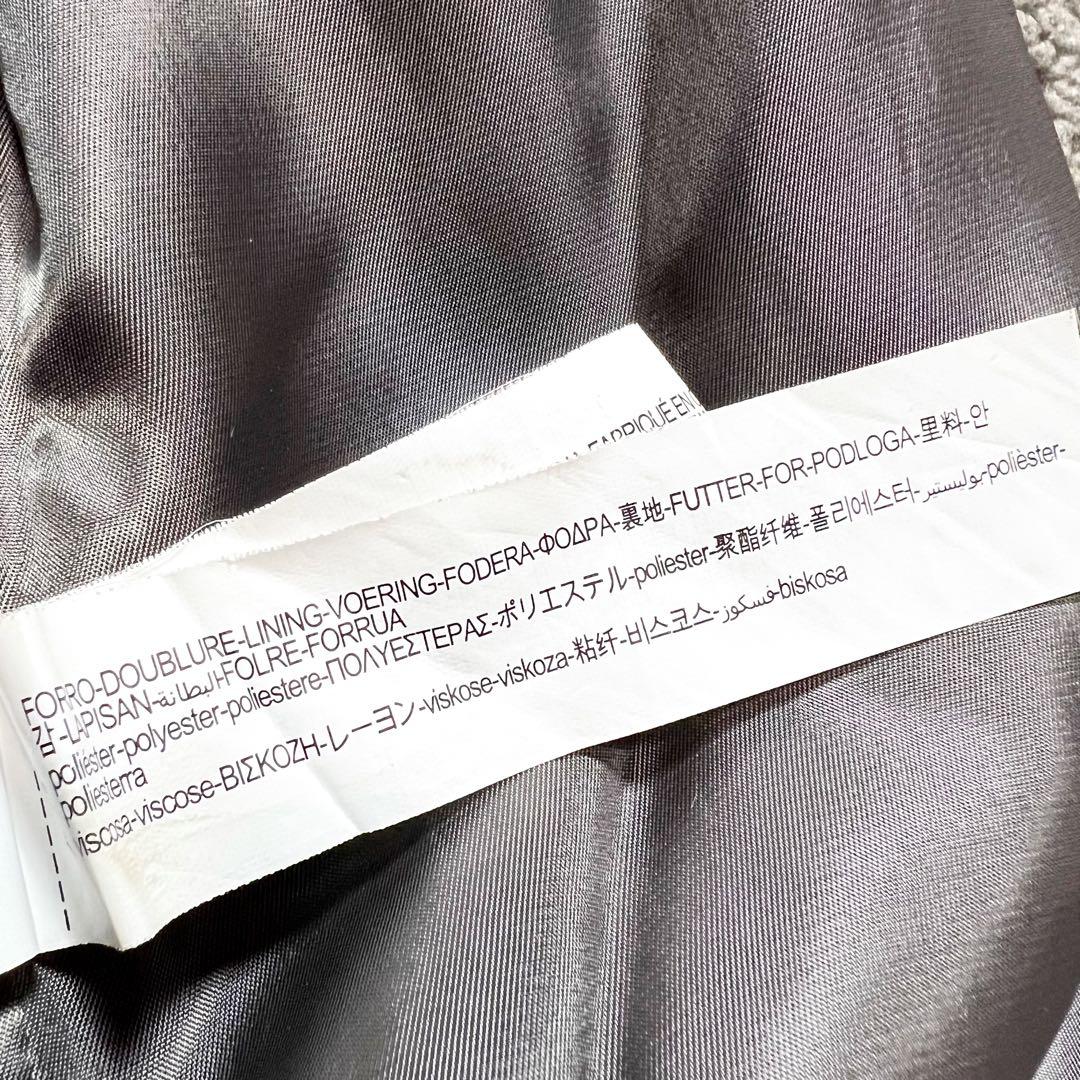 FABRIQUÉ EN
FORRO-DOUBLURE-LINING-VOERING-FODERA-ΦΟΔΡΑ-裏地-FUTTER-FOR-PODLOGA-里料-안
감-LAPISAN-البطانة-FOLRE-FORRUA
poliéster-polyester-poliestere-ΠΟΛΥΕΣΤΕΡΑΣ-ポリエステル-poliester-聚酯纤维-폴리에스터-بوليستير-polièster-
poliesterra
viscosa-viscose-ΒΙΣΚΟΖΗ-レーヨン-viskose-viskoza-粘纤-비스코스-فسكوز-biskosa